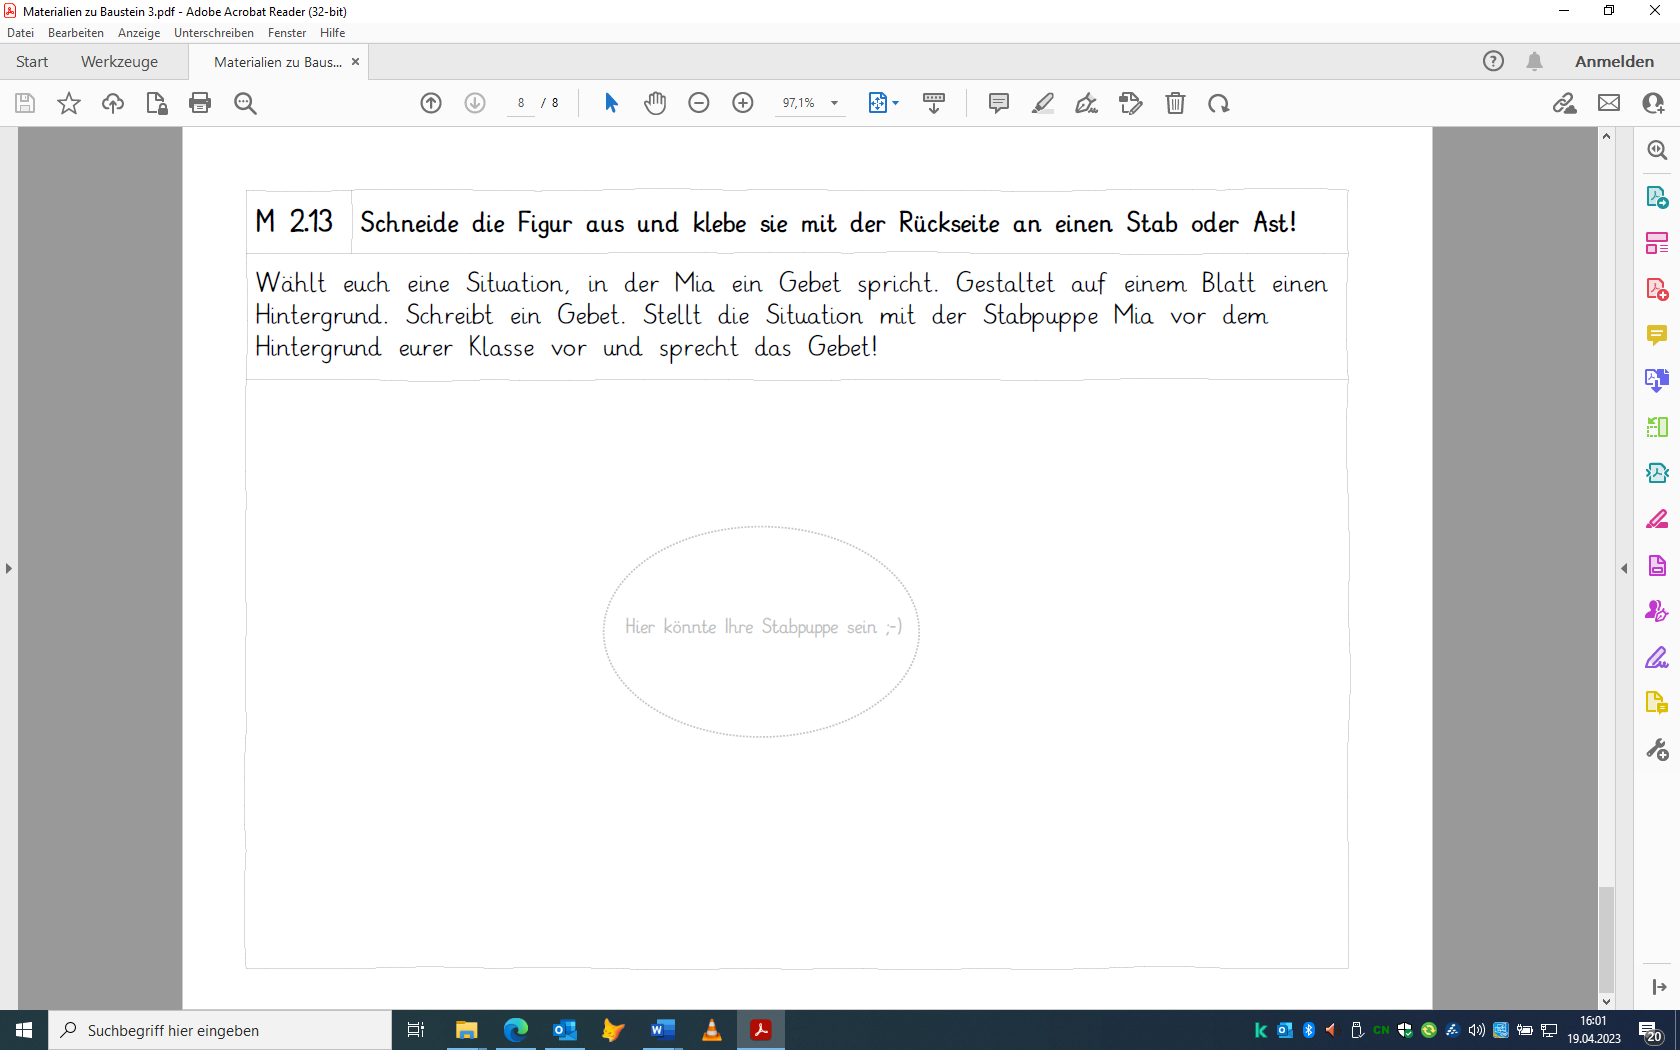 Materialien zu Baustein 3.pdf - Adobe Acrobat Reader (32-bit)
Datei Bearbeiten Anzeige Unterschreiben Fenster Hilfe
Start Werkzeuge Materialien zu Baus... × Anmelden
8 / 8 97,1%
M 2.13 Schneide die Figur aus und klebe sie mit der Rückseite an einen Stab oder Ast!
Wählt euch eine Situation, in der Mia ein Gebet spricht. Gestaltet auf einem Blatt einen
Hintergrund. Schreibt ein Gebet. Stellt die Situation mit der Stabpuppe Mia vor dem
Hintergrund eurer Klasse vor und sprecht das Gebet!
Hier könnte Ihre Stabpuppe sein ;-)
Suchbegriff hier eingeben
16:01
19.04.2023
20